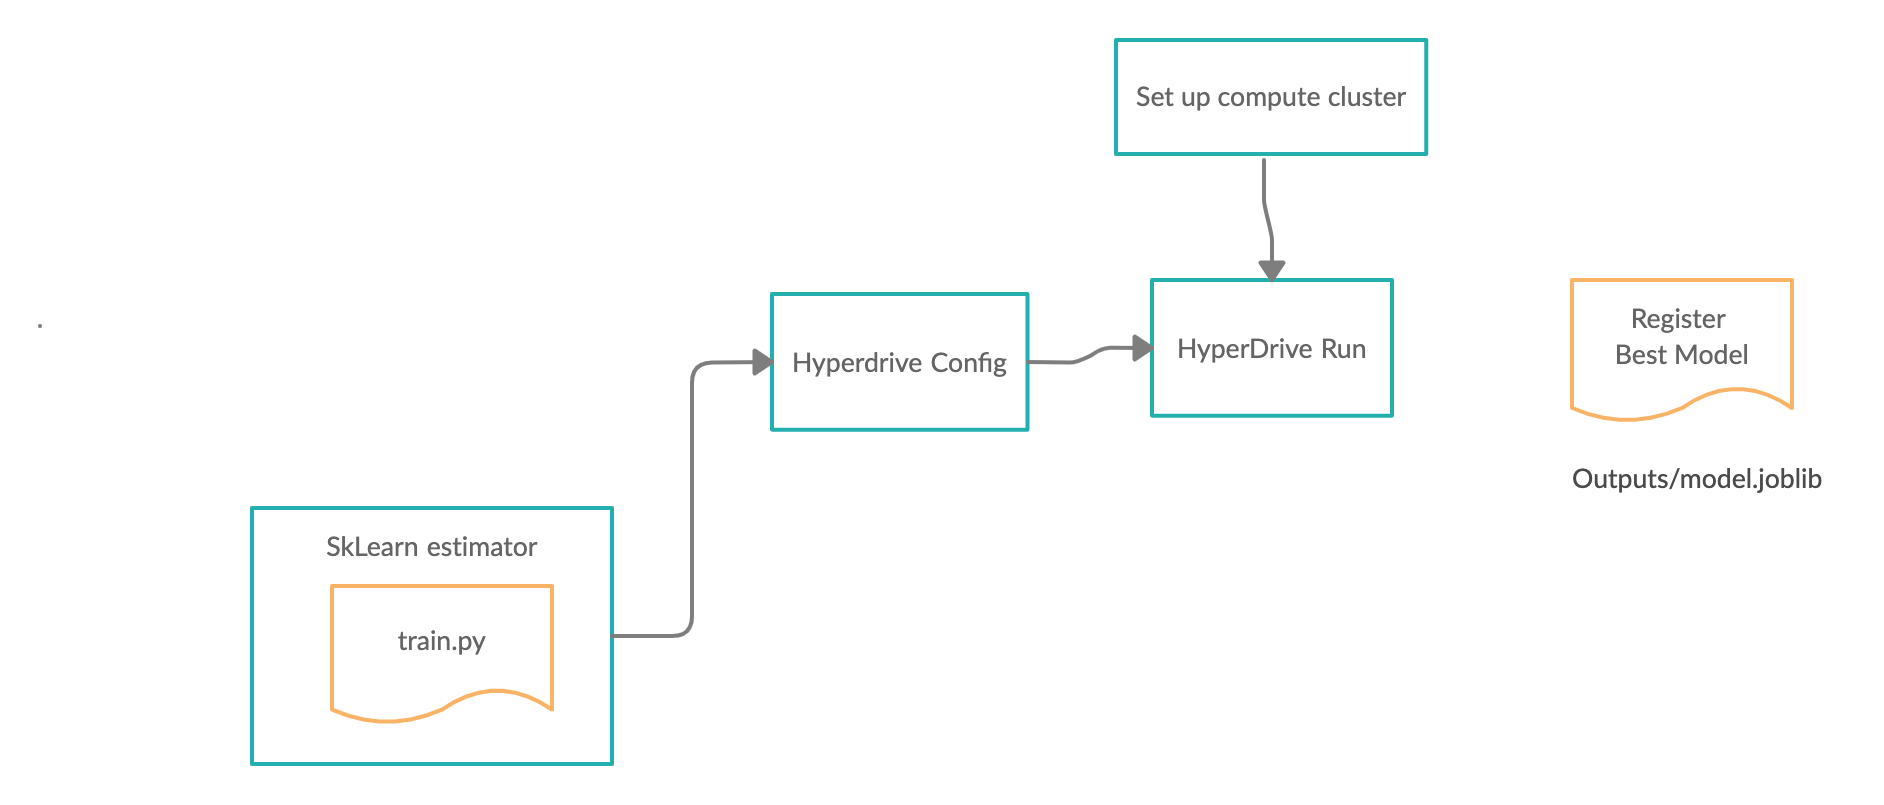 Set up compute cluster
Hyperdrive Config
HyperDrive Run
Register
Best Model
Outputs/model.joblib
SkLearn estimator
train.py